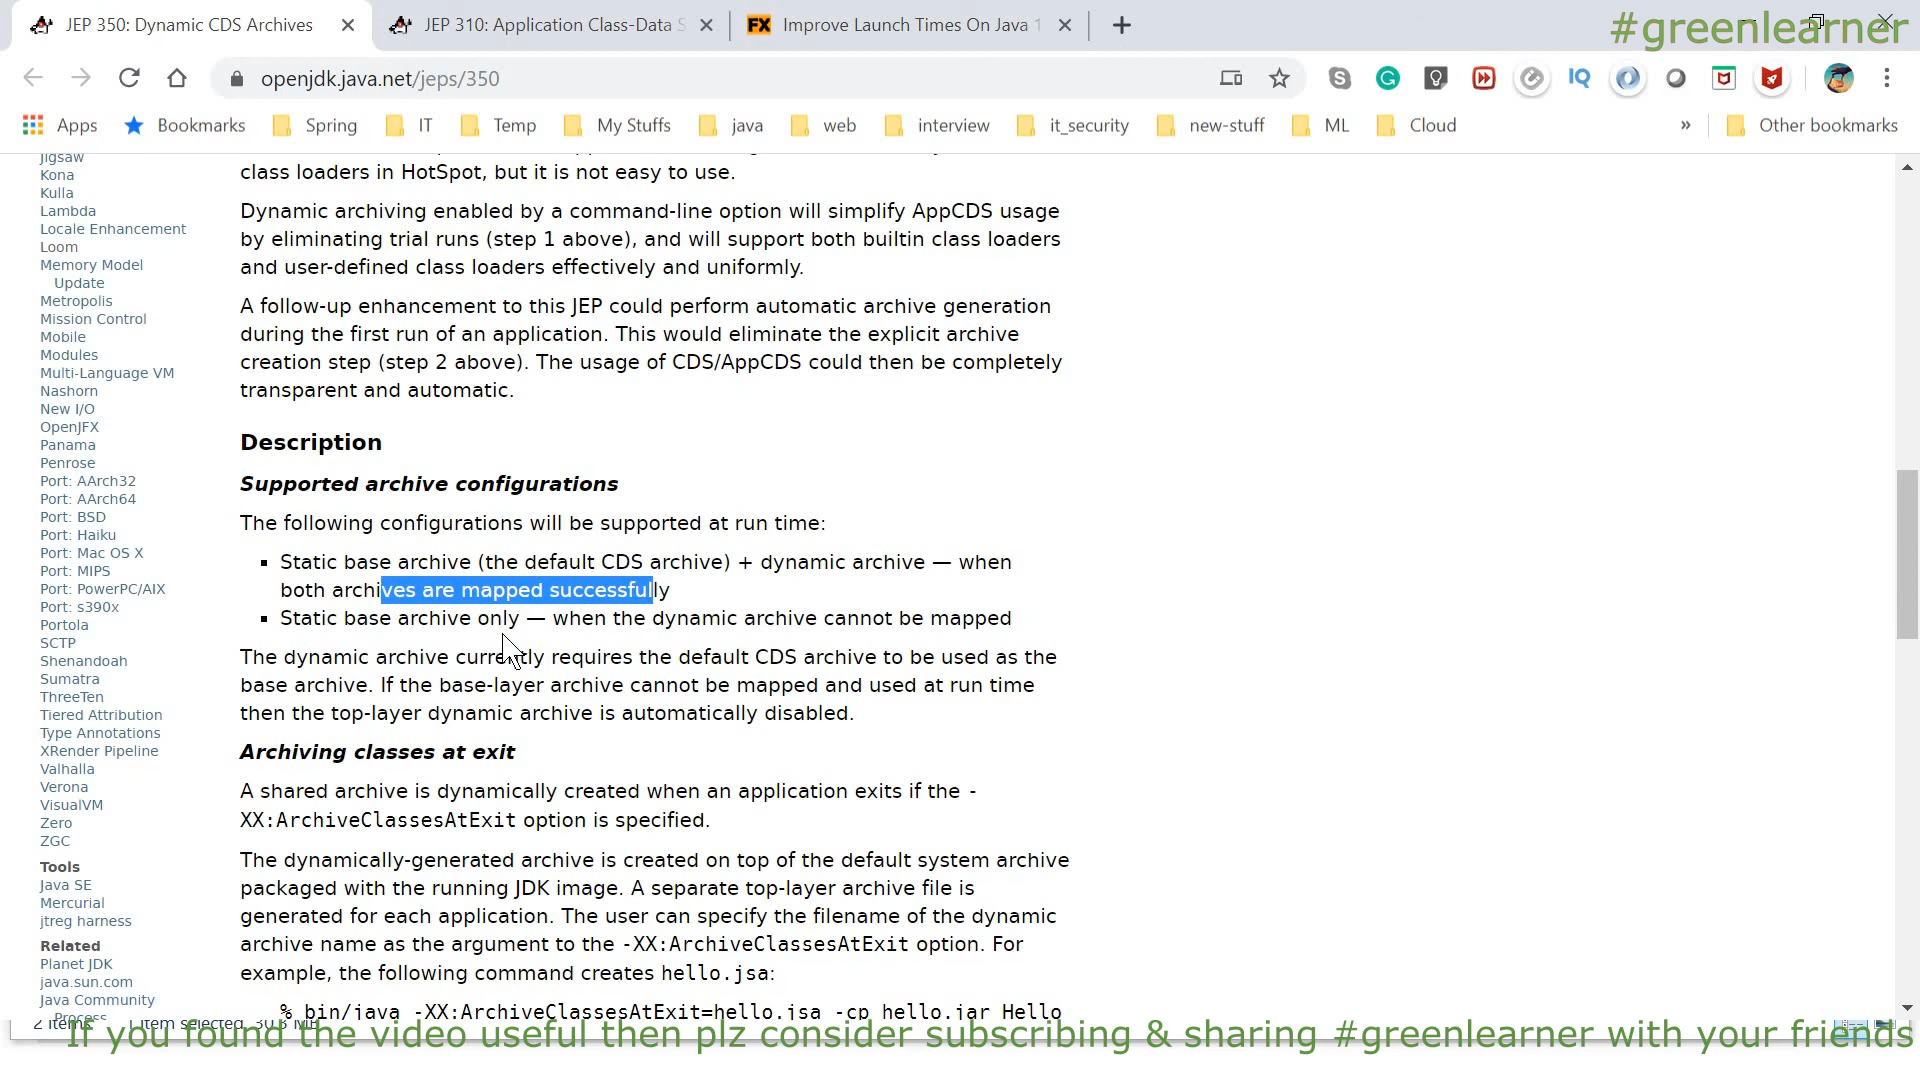 JEP 350: Dynamic CDS Archives
JEP 310: Application Class-Data S
FX Improve Launch Times On Java 1
#greenlearner
openjdk.java.net/jeps/350
Apps Bookmarks Spring IT Temp My Stuffs java web interview it_security new-stuff ML Cloud » Other bookmarks
Jigsaw
Kona
Kulla
Lambda
Locale Enhancement
Loom
Memory Model
Update
Metropolis
Mission Control
Mobile
Modules
Multi-Language VM
Nashorn
New I/O
OpenJFX
Panama
Penrose
Port: AArch32
Port: AArch64
Port: BSD
Port: Haiku
Port: Mac OS X
Port: MIPS
Port: PowerPC/AIX
Port: s390x
Portola
SCTP
Shenandoah
Sumatra
ThreeTen
Tiered Attribution
Type Annotations
XRender Pipeline
Valhalla
Verona
VisualVM
Zero
ZGC
Tools
Java SE
Mercurial
jtreg harness
Related
Planet JDK
java.sun.com
Java Community
Process
class loaders in HotSpot, but it is not easy to use.
Dynamic archiving enabled by a command-line option will simplify AppCDS usage
by eliminating trial runs (step 1 above), and will support both builtin class loaders
and user-defined class loaders effectively and uniformly.
A follow-up enhancement to this JEP could perform automatic archive generation
during the first run of an application. This would eliminate the explicit archive
creation step (step 2 above). The usage of CDS/AppCDS could then be completely
transparent and automatic.
Description
Supported archive configurations
The following configurations will be supported at run time:
▪ Static base archive (the default CDS archive) + dynamic archive — when
both archives are mapped successfully
▪ Static base archive only — when the dynamic archive cannot be mapped
The dynamic archive currently requires the default CDS archive to be used as the
base archive. If the base-layer archive cannot be mapped and used at run time
then the top-layer dynamic archive is automatically disabled.
Archiving classes at exit
A shared archive is dynamically created when an application exits if the -
XX:ArchiveClassesAtExit option is specified.
The dynamically-generated archive is created on top of the default system archive
packaged with the running JDK image. A separate top-layer archive file is
generated for each application. The user can specify the filename of the dynamic
archive name as the argument to the -XX:ArchiveClassesAtExit option. For
example, the following command creates hello.jsa:
% bin/java -XX:ArchiveClassesAtExit=hello.jsa -cp hello.jar Hello
2 items 1 item selected
If you found the video useful then plz consider subscribing & sharing #greenlearner with your friends